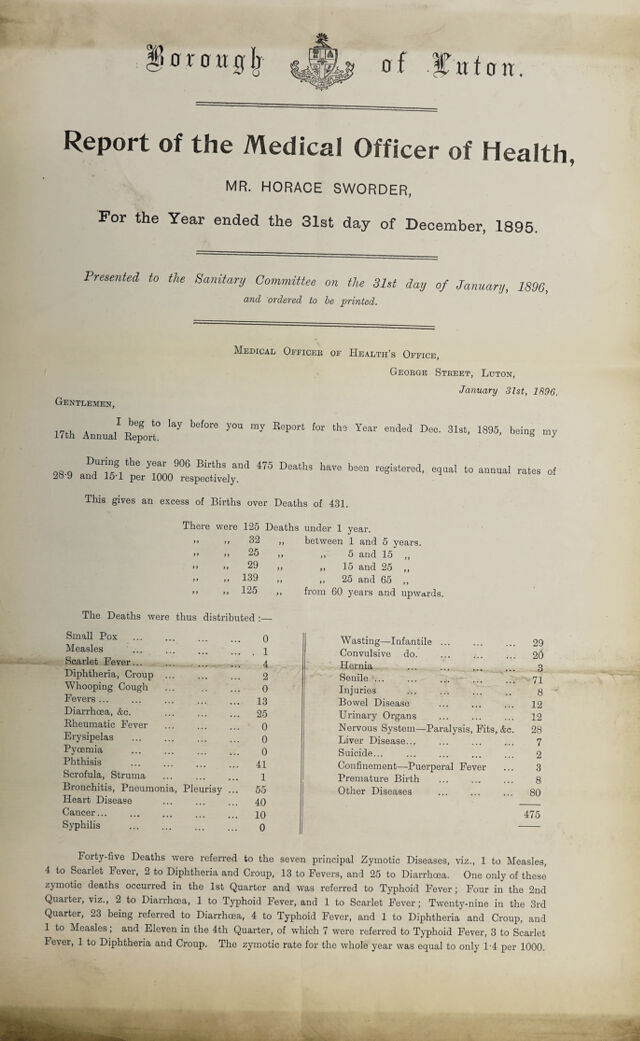 Borough of Luton.
Report of the Medical Officer of Health,
MR. HORACE SWORDER,
For the Year ended the 31st day of December, 1895.
Presented to the Sanitary Committee on the 31st day of January, 1896,
and ordered to be printed.
Medical Officer of Health's Office,
George Street, Luton,
January 31st, 1896.
Gentlemen,
I beg to lay before you my Report for the Year ended Dec. 31st, 1895, being my
17th Annual Report.
During the year 906 Births and 475 Deaths have been registered, equal to annual rates of
28·9 and 15·1 per 1000 respectively.
This gives an excess of Births over Deaths of 431.
There were 125 Deaths under 1 year.
„ „ 32 „ between 1 and 5 years.
„ „ 25 „ „ 5 and 15 „
„ „ 29 „ „ 15 and 25 „
„ „ 139 „ „ 25 and 65 „
„ „ 125 „ from 60 years and upwards.
The Deaths were thus distributed :—
Small Pox ... ... ... ... 0
Measles ... ... ... ... 1
Scarlet Fever... ... ... ... 4
Diphtheria, Croup ... ... ... 2
Whooping Cough ... ... ... 0
Fevers... ... ... ... ... 13
Diarrhœa, &c. ... ... ... 25
Rheumatic Fever ... ... ... 0
Erysipelas ... ... ... ... 0
Pyœmia ... ... ... ... 0
Phthisis ... ... ... ... 41
Scrofula, Struma ... ... ... 1
Bronchitis, Pneumonia, Pleurisy ... 55
Heart Disease ... ... ... 40
Cancer... ... ... ... ... 10
Syphilis ... ... ... ... 0
Wasting—Infantile ... ... ... 29
Convulsive do. ... ... ... 20
Hernia ... ... ... ... 3
Senile ... ... ... ... ... 71
Injuries ... ... ... ... 8
Bowel Disease ... ... ... 12
Urinary Organs ... ... ... 12
Nervous System—Paralysis, Fits, &c. 28
Liver Disease... ... ... ... 7
Suicide... ... ... ... ... 2
Confinement—Puerperal Fever ... 3
Premature Birth ... ... ... 8
Other Diseases ... ... ... 80
475
Forty-five Deaths were referred to the seven principal Zymotic Diseases, viz., 1 to Measles,
4 to Scarlet Fever, 2 to Diphtheria and Croup, 13 to Fevers, and 25 to Diarrhœa. One only of these
zymotic deaths occurred in the 1st Quarter and was referred to Typhoid Fever; Four in the 2nd
Quarter, viz., 2 to Diarrhœa, 1 to Typhoid Fever, and 1 to Scarlet Fever; Twenty-nine in the 3rd
Quarter, 23 being referred to Diarrhœa, 4 to Typhoid Fever, and 1 to Diphtheria and Croup, and
1 to Measles; and Eleven in the 4th Quarter, of which 7 were referred to Typhoid Fever, 3 to Scarlet
Fever, 1 to Diphtheria and Croup. The zymotic rate for the whole year was equal to only 1·4 per 1000.